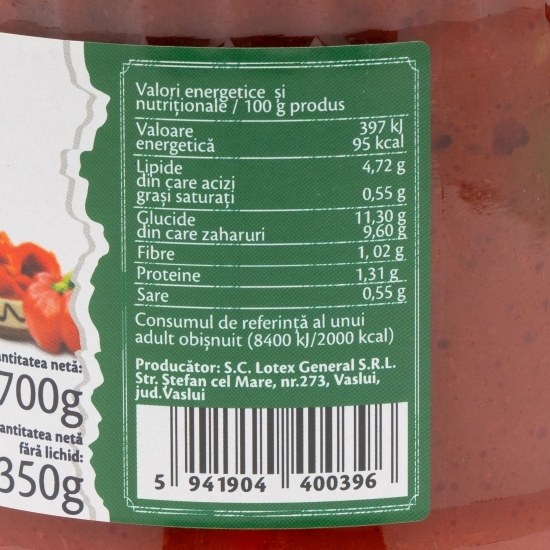 Valori energetice și
nutriționale / 100 g produs
Valoare 397 kJ
energetică 95 kcal
Lipide 4,72 g
din care acizi
grași saturați 0,55 g
Glucide 11,30 g
din care zaharuri 9,60 g
Fibre 1, 02 g
Proteine 1,31 g
Sare 0,55 g
Consumul de referință al unui
adult obișnuit (8400 kJ/2000 kcal)
Producător: S.C. Lotex General S.R.L.
Str. Ștefan cel Mare, nr.273, Vaslui,
jud.Vaslui
5 941904 400396
antitatea netă:
700g
antitatea netă
fără lichid:
350g